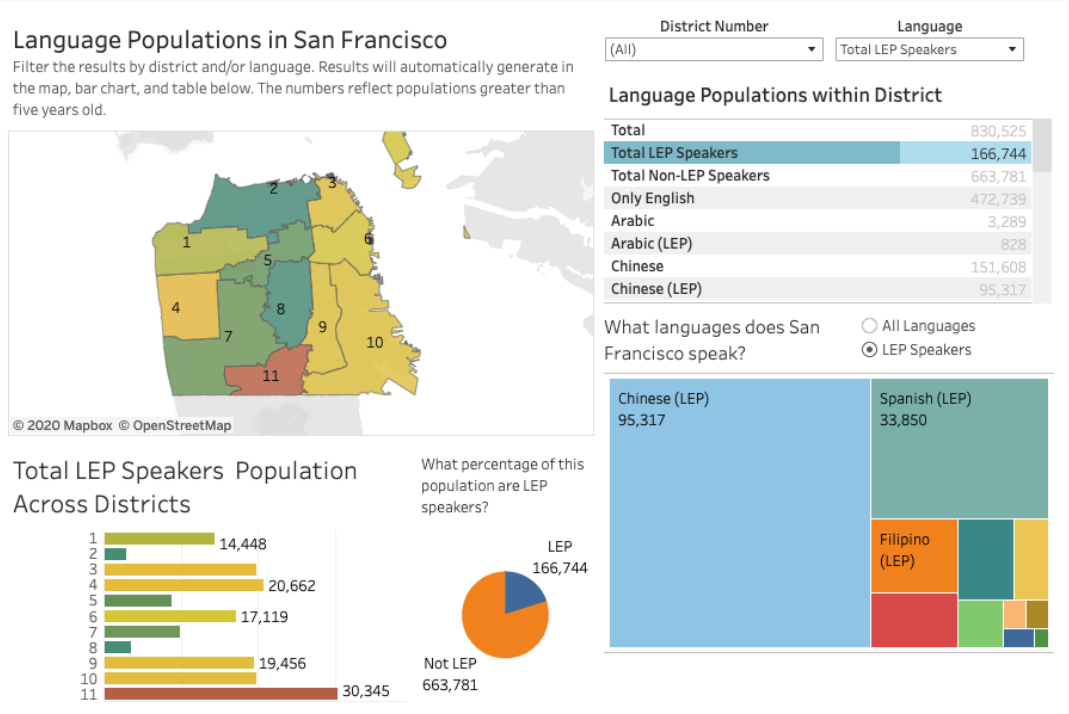 Language Populations in San Francisco
Filter the results by district and/or language. Results will automatically generate in
the map, bar chart, and table below. The numbers reflect populations greater than
five years old.
District Number
(All)
Language
Total LEP Speakers
Language Populations within District
Total 830,525
Total LEP Speakers 166,744
Total Non-LEP Speakers 663,781
Only English 472,739
Arabic 3,289
Arabic (LEP) 828
Chinese 151,608
Chinese (LEP) 95,317
2
3
1
6
5
4
8
7
9
10
11
© 2020 Mapbox © OpenStreetMap
What languages does San
Francisco speak?
All Languages
LEP Speakers
Chinese (LEP)
95,317
Spanish (LEP)
33,850
Filipino
(LEP)
Total LEP Speakers Population
Across Districts
1 14,448
2
3
4 20,662
5
6 17,119
7
8
9 19,456
10
11 30,345
What percentage of this
population are LEP
speakers?
LEP
166,744
Not LEP
663,781